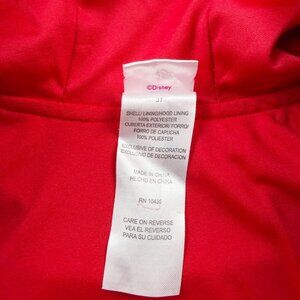 ©Disney
3T
SHELL/ LINING/HOOD LINING
100% POLYESTER
CUBIERTA EXTERIOR/ FORRO/
FORRO DE CAPUCHA
100% POLIESTER
EXCLUSIVE OF DECORATION
EXCLUSIVO DE DECORACION
MADE IN CHINA
HECHO EN CHINA
RN 10430
CARE ON REVERSE
VEA EL REVERSO
PARA SU CUIDADO